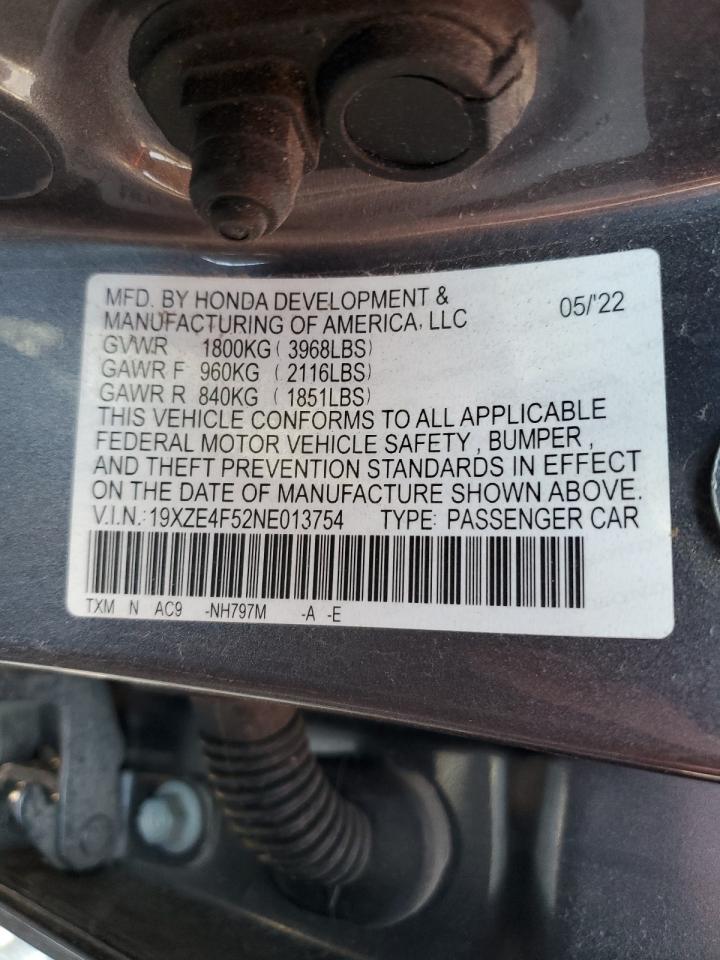 MFD. BY HONDA DEVELOPMENT & 05/'22
MANUFACTURING OF AMERICA, LLC
GVWR 1800KG ( 3968LBS)
GAWR F 960KG ( 2116LBS)
GAWR R 840KG ( 1851LBS)
THIS VEHICLE CONFORMS TO ALL APPLICABLE
FEDERAL MOTOR VEHICLE SAFETY , BUMPER ,
AND THEFT PREVENTION STANDARDS IN EFFECT
ON THE DATE OF MANUFACTURE SHOWN ABOVE.
V.I.N.:19XZE4F52NE013754 TYPE: PASSENGER CAR
TXM N AC9 -NH797M -A -E